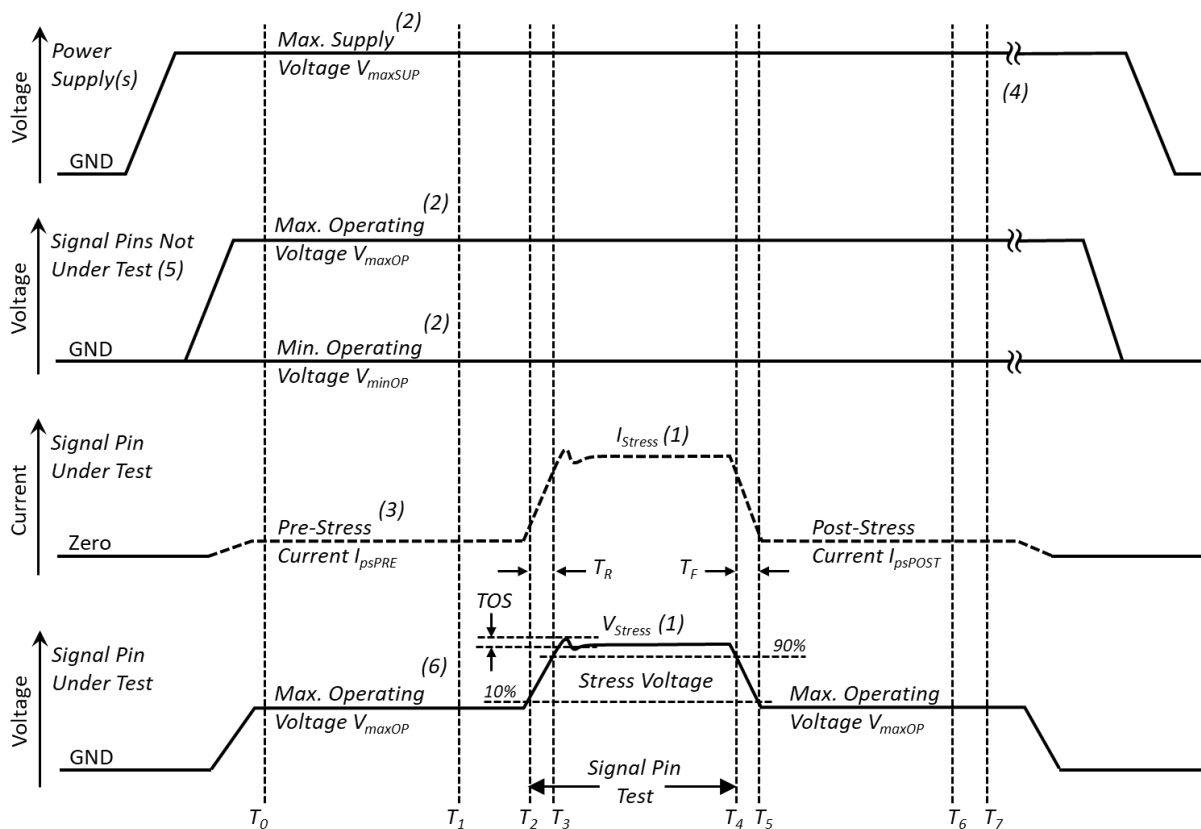 Voltage
Power
Supply(s)
GND
Max. Supply (2)
Voltage VmaxSUP
(4)
Voltage
Signal Pins Not
Under Test (5)
GND
Max. Operating (2)
Voltage VmaxOP
Min. Operating (2)
Voltage VminOP
Current
Signal Pin
Under Test
Zero
Pre-Stress (3)
Current IpsPRE
IStress (1)
Post-Stress
Current IpsPOST
TR
TF
TOS
VStress (1)
Voltage
Signal Pin
Under Test
GND
Max. Operating (6)
Voltage VmaxOP
10%
90%
Stress Voltage
Max. Operating
Voltage VmaxOP
Signal Pin
Test
T0 T1 T2 T3 T4 T5 T6 T7